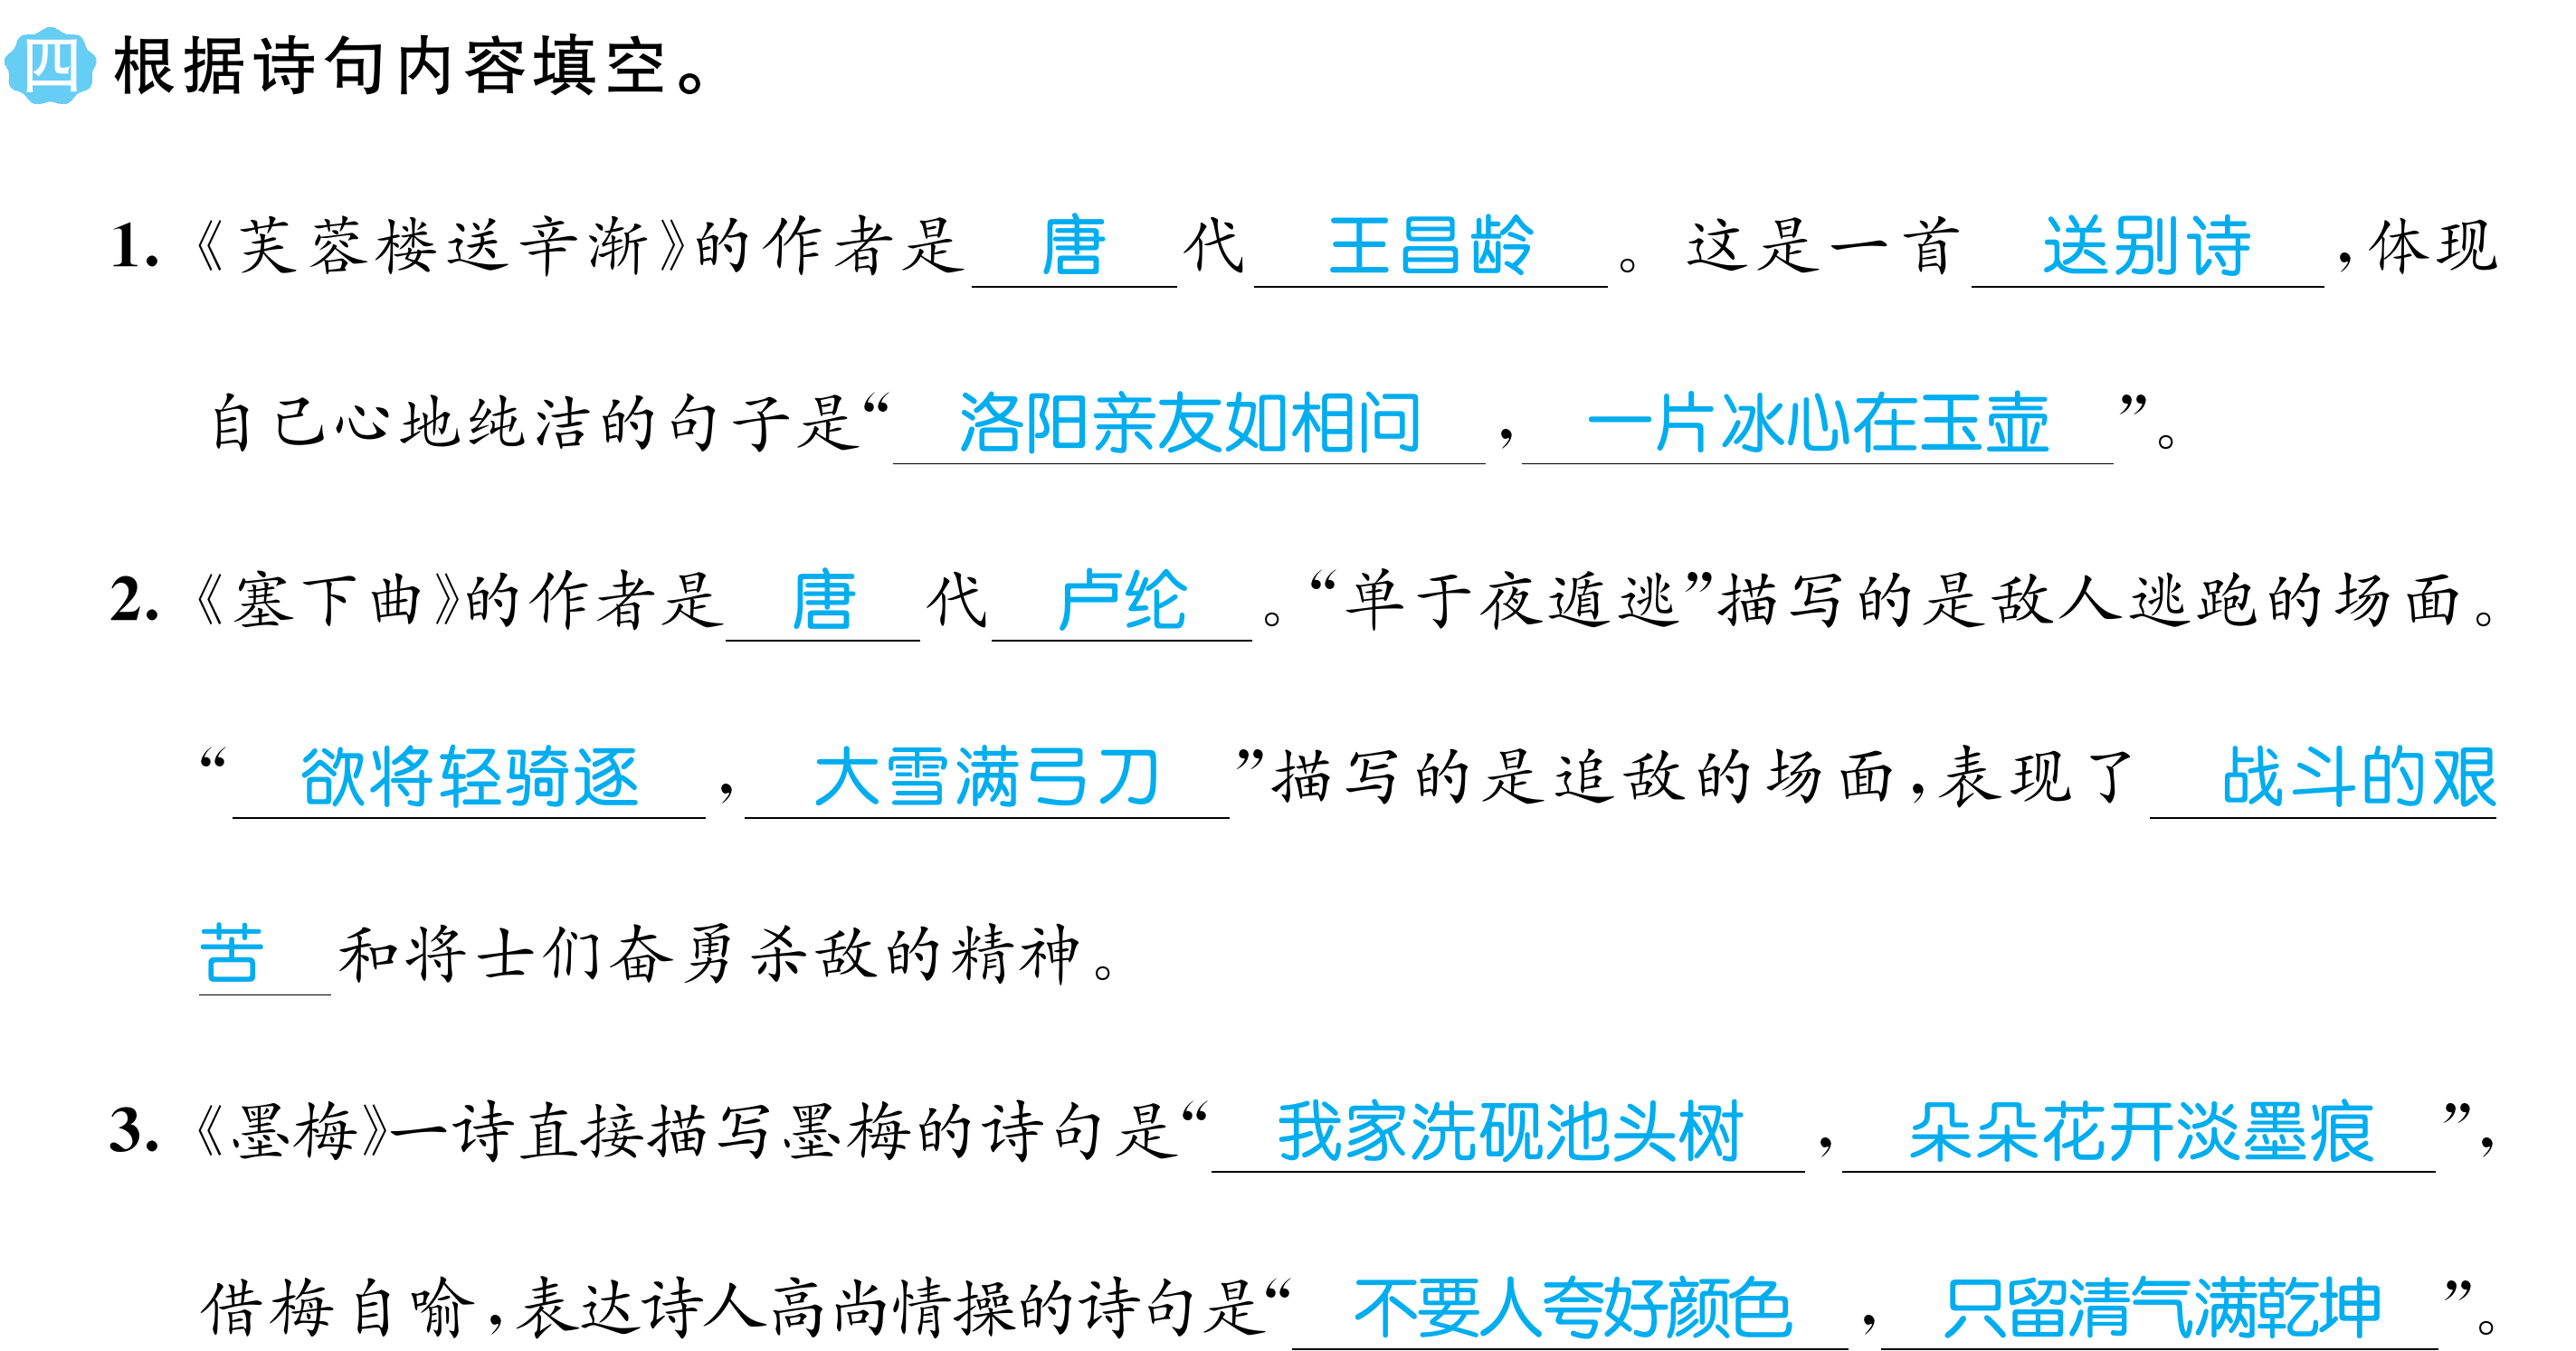 四 根据诗句内容填空。
1.《芙蓉楼送辛渐》的作者是 唐 代 王昌龄 。这是一首 送别诗 ,体现
自己心地纯洁的句子是“ 洛阳亲友如相问 , 一片冰心在玉壶 ”。
2.《塞下曲》的作者是 唐 代 卢纶 。“单于夜遁逃”描写的是敌人逃跑的场面。
“ 欲将轻骑逐 , 大雪满弓刀 ”描写的是追敌的场面,表现了 战斗的艰
苦 和将士们奋勇杀敌的精神。
3.《墨梅》一诗直接描写墨梅的诗句是“ 我家洗砚池头树 , 朵朵花开淡墨痕 ”,
借梅自喻,表达诗人高尚情操的诗句是“ 不要人夸好颜色 , 只留清气满乾坤 ”。